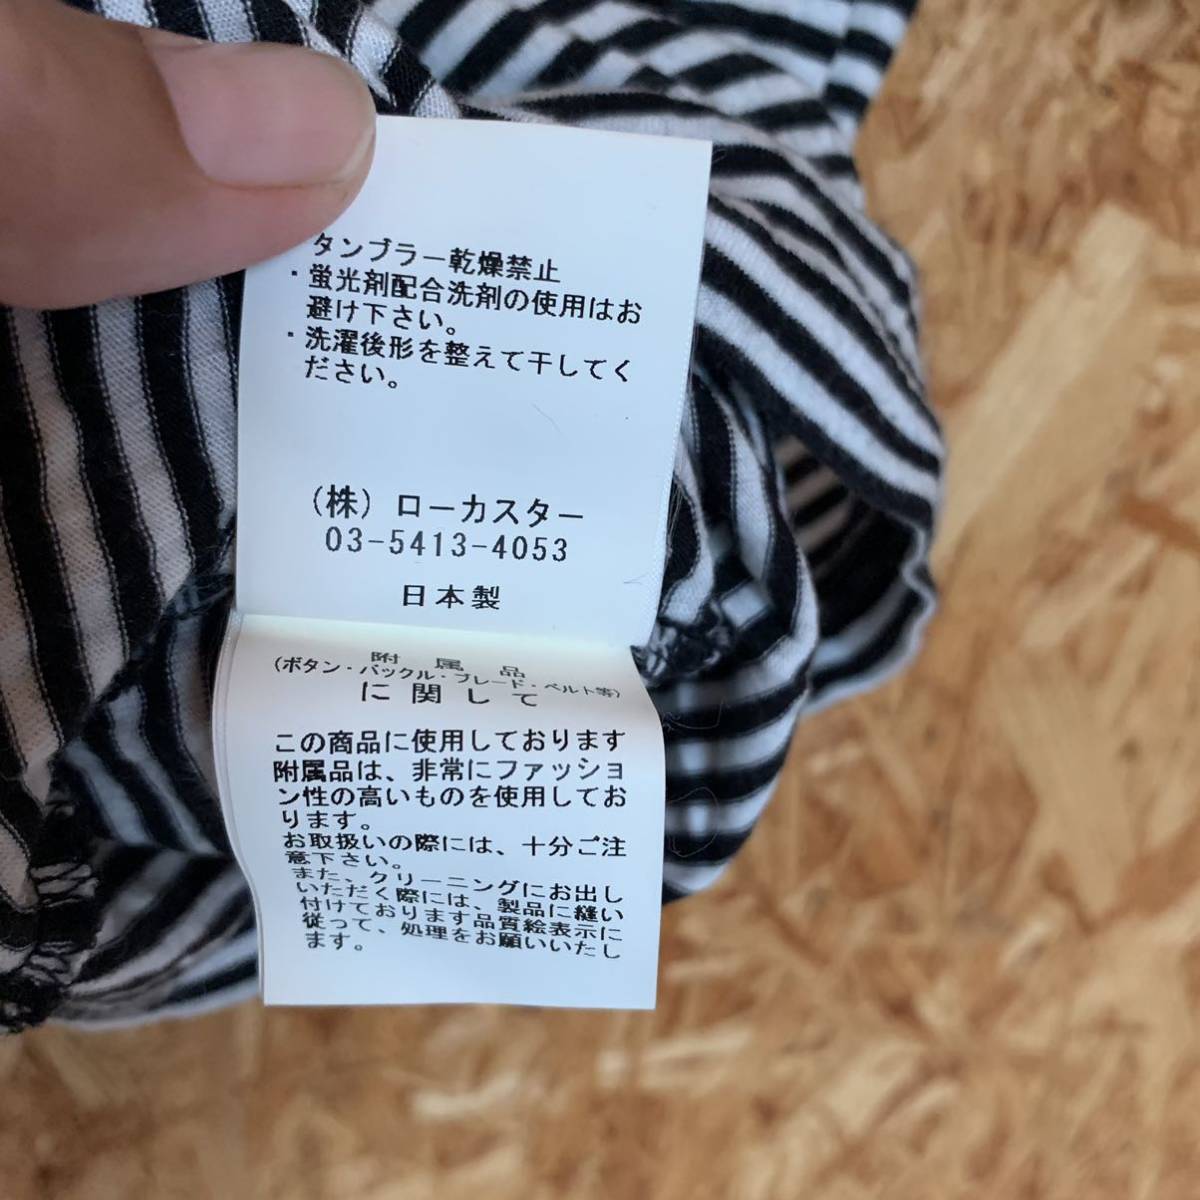 タンブラー乾燥禁止
・蛍光剤配合洗剤の使用はお
避け下さい。
・洗濯後形を整えて干してく
ださい。
（株）ローカスター
03-5413-4053
日本製
附属品
(ボタン・バックル・ブレード・ベルト等)
に関して
この商品に使用しております
附属品は、非常にファッショ
ン性の高いものを使用してお
ります。
お取扱いの際には、十分ご注
意下さい。
また、クリーニングにお出し
いただく際には、製品に縫い
付けております品質絵表示に
従って、処理をお願いいたし
ます。